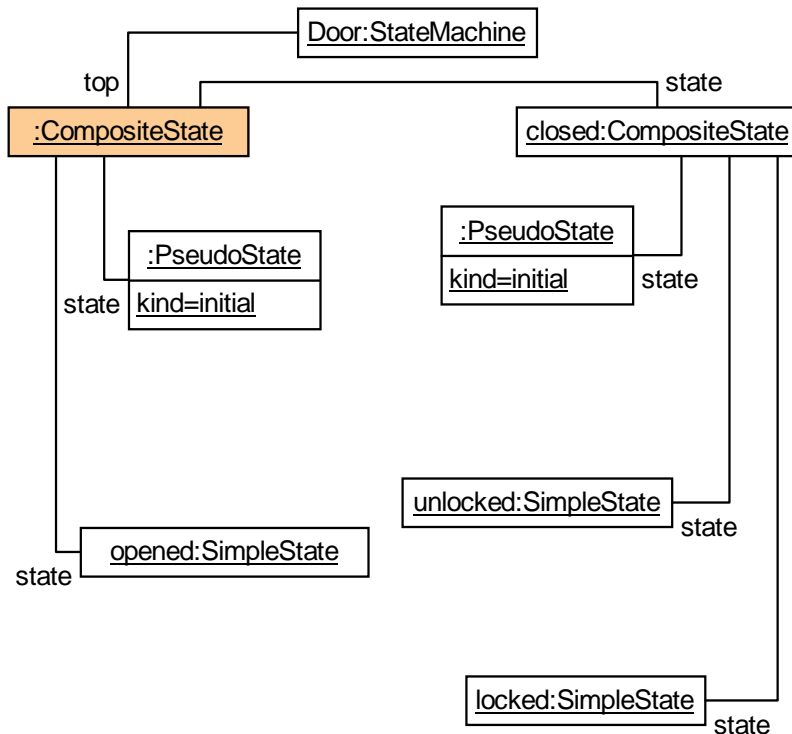 Door:StateMachine
top
state
:CompositeState
closed:CompositeState
:PseudoState
kind=initial
state
:PseudoState
kind=initial
state
unlocked:SimpleState
state
opened:SimpleState
state
locked:SimpleState
state